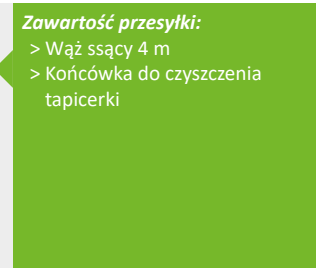 Zawartość przesyłki:
> Wąż ssący 4 m
> Końcówka do czyszczenia
tapicerki